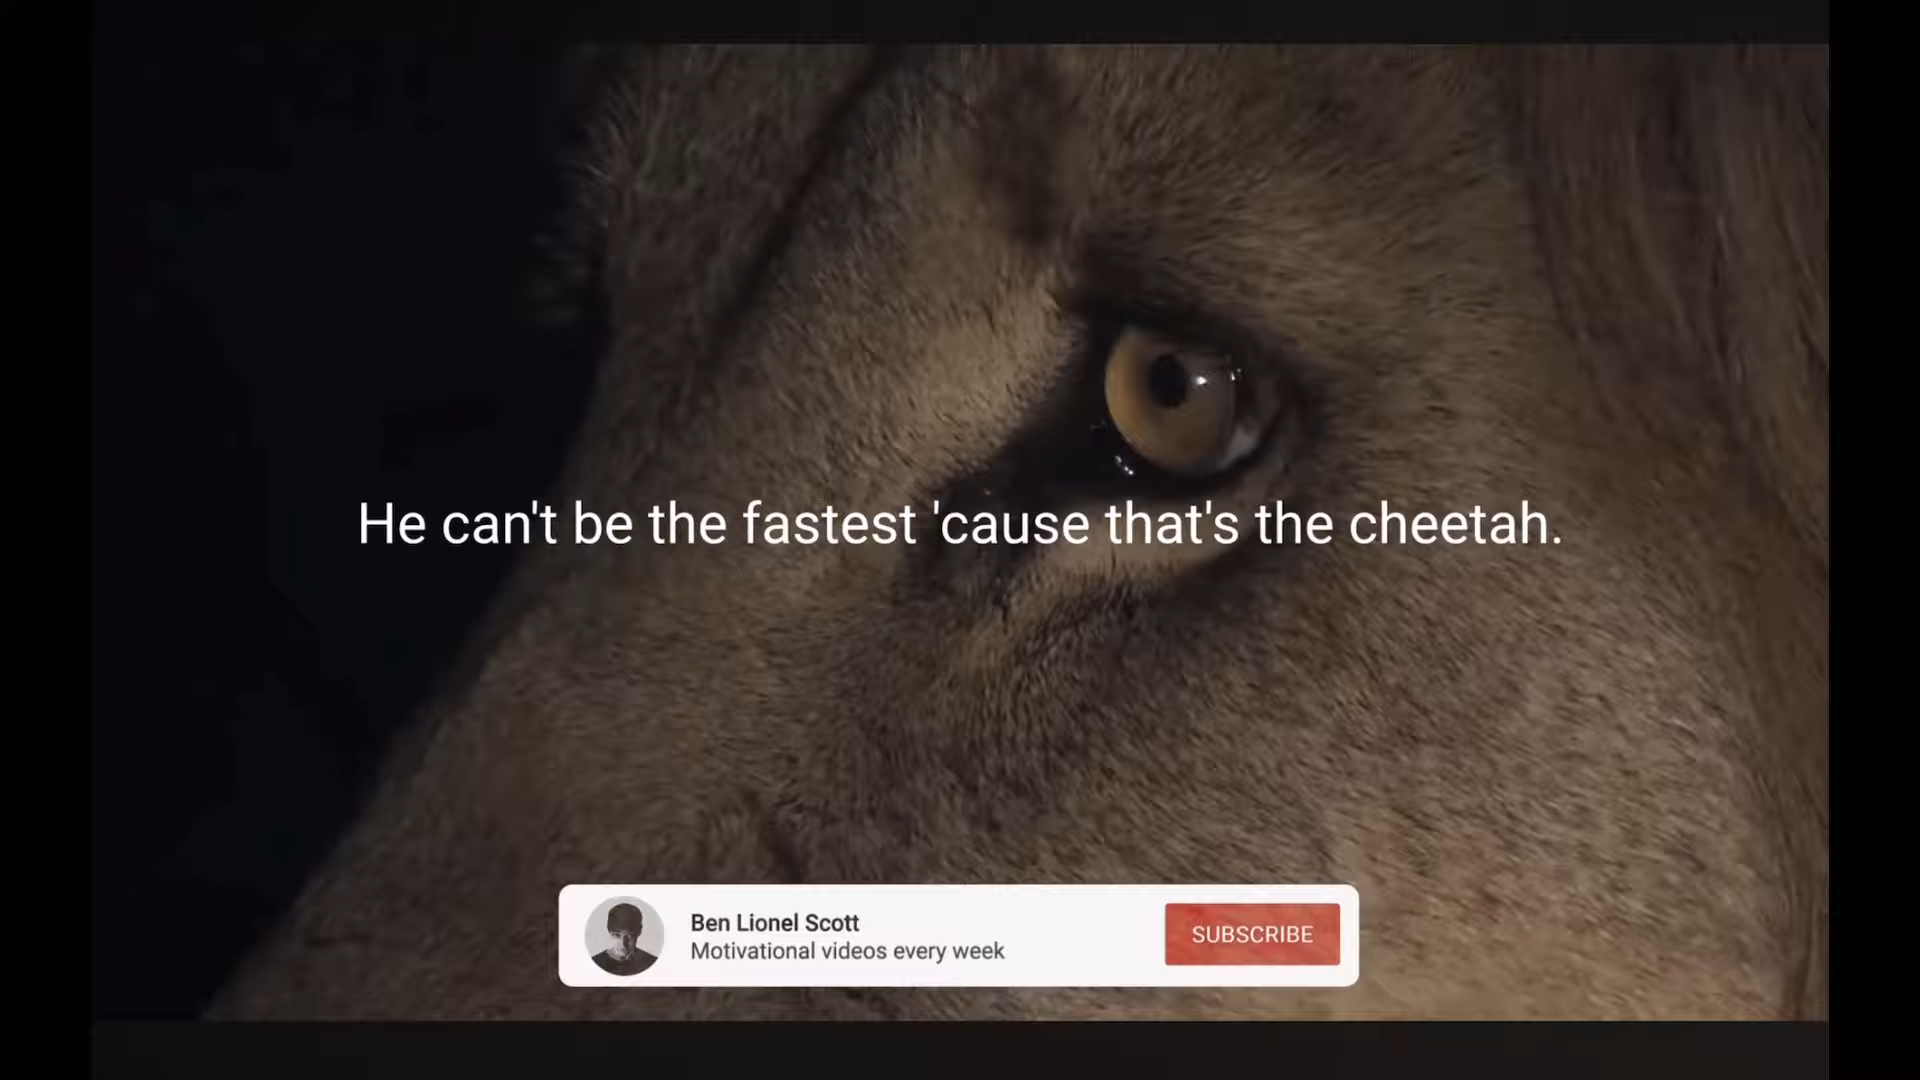 He can't be the fastest 'cause that's the cheetah.
Ben Lionel Scott
Motivational videos every week
SUBSCRIBE